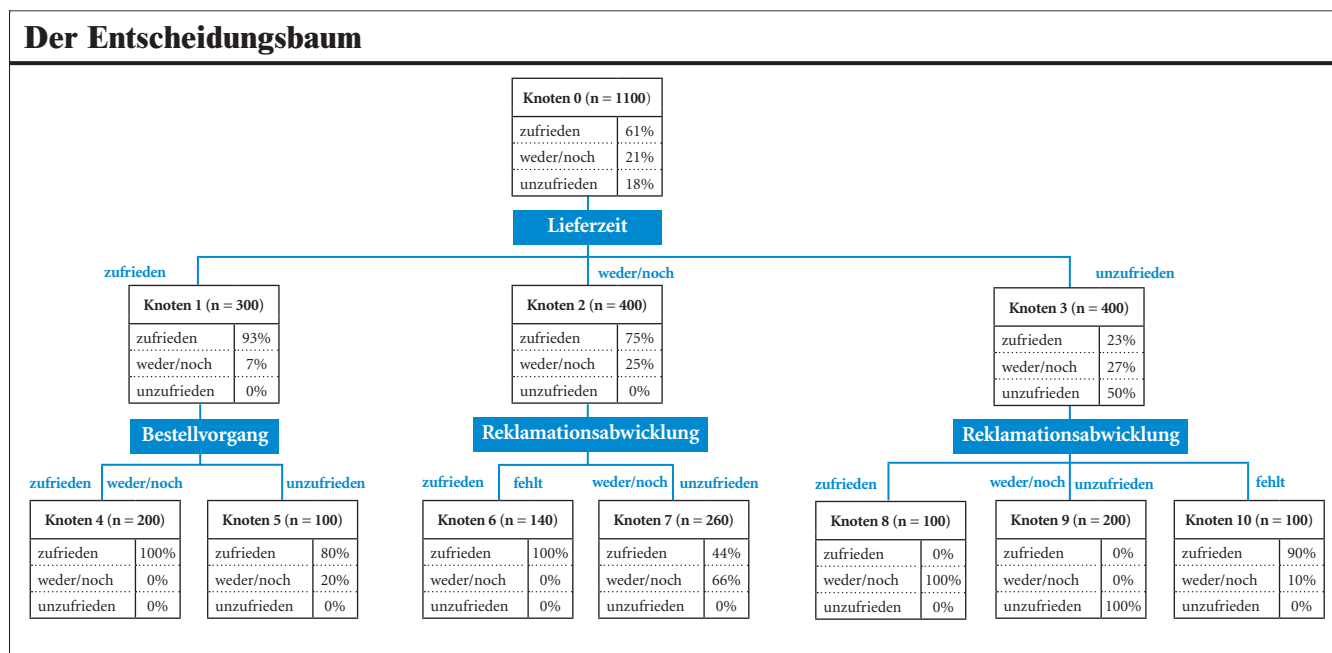 Der Entscheidungsbaum
Knoten 0 (n = 1100)
zufrieden 61%
weder/noch 21%
unzufrieden 18%
Lieferzeit
zufrieden weder/noch unzufrieden
Knoten 1 (n = 300)
zufrieden 93%
weder/noch 7%
unzufrieden 0%
Bestellvorgang
Knoten 2 (n = 400)
zufrieden 75%
weder/noch 25%
unzufrieden 0%
Reklamationsabwicklung
Knoten 3 (n = 400)
zufrieden 23%
weder/noch 27%
unzufrieden 50%
Reklamationsabwicklung
zufrieden weder/noch unzufrieden
zufrieden fehlt weder/noch unzufrieden
zufrieden weder/noch unzufrieden fehlt
Knoten 4 (n = 200)
zufrieden 100%
weder/noch 0%
unzufrieden 0%
Knoten 5 (n = 100)
zufrieden 80%
weder/noch 20%
unzufrieden 0%
Knoten 6 (n = 140)
zufrieden 100%
weder/noch 0%
unzufrieden 0%
Knoten 7 (n = 260)
zufrieden 44%
weder/noch 66%
unzufrieden 0%
Knoten 8 (n = 100)
zufrieden 0%
weder/noch 100%
unzufrieden 0%
Knoten 9 (n = 200)
zufrieden 0%
weder/noch 0%
unzufrieden 100%
Knoten 10 (n = 100)
zufrieden 90%
weder/noch 10%
unzufrieden 0%